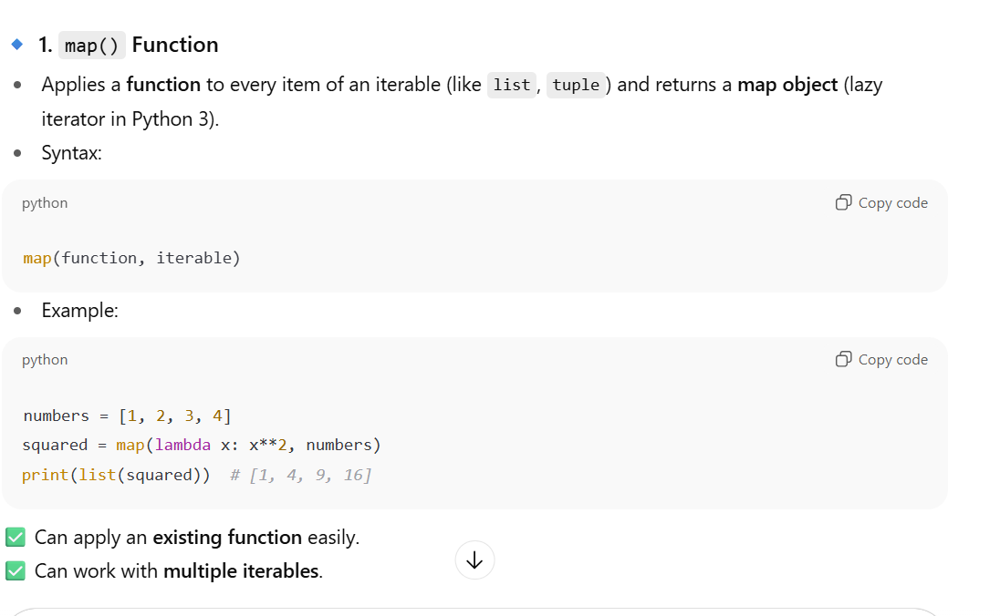 1. map() Function
Applies a function to every item of an iterable (like list, tuple) and returns a map object (lazy
iterator in Python 3).
Syntax:
python
Copy code
map(function, iterable)
Example:
python
Copy code
numbers = [1, 2, 3, 4]
squared = map(lambda x: x**2, numbers)
print(list(squared))  # [1, 4, 9, 16]
Can apply an existing function easily.
Can work with multiple iterables.